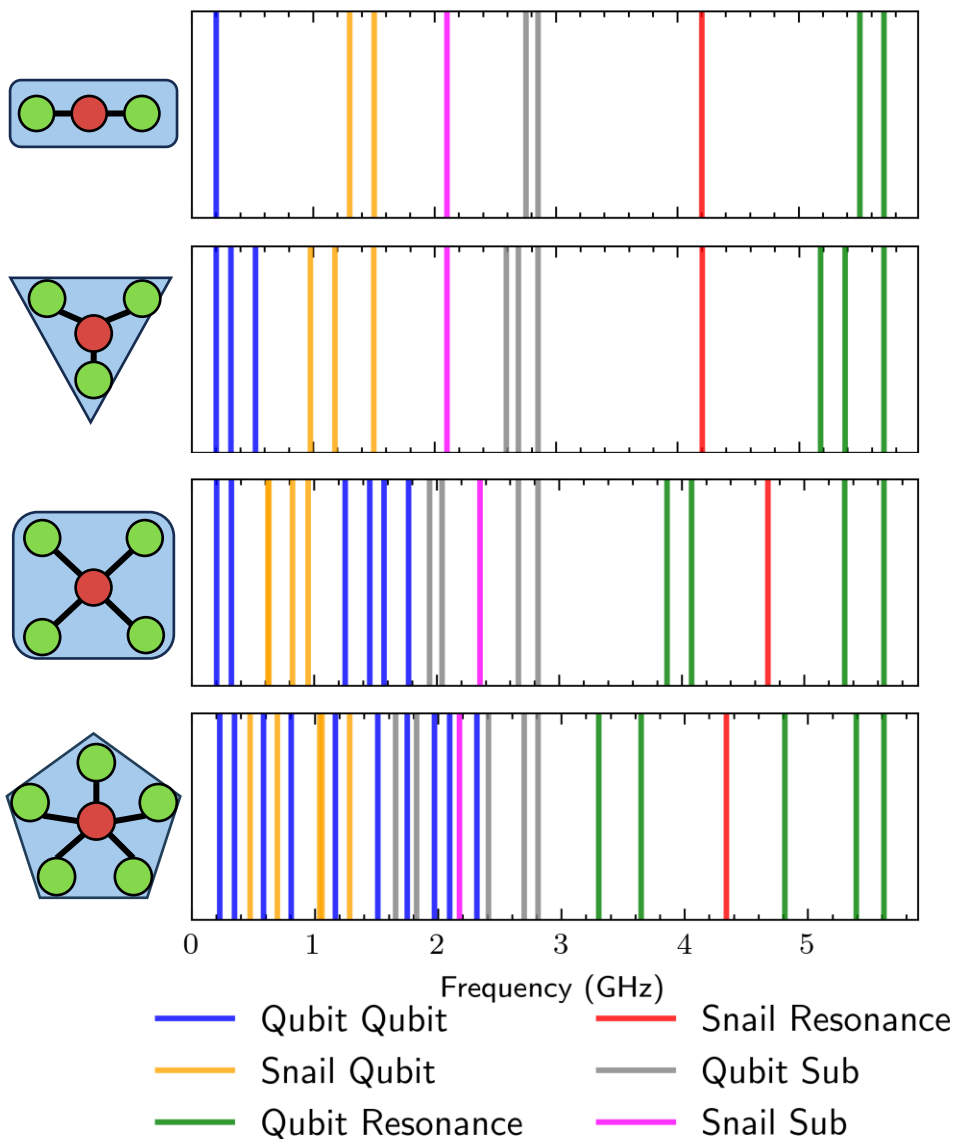 0 1 2 3 4 5
Frequency (GHz)
Qubit Qubit Snail Resonance
Snail Qubit Qubit Sub
Qubit Resonance Snail Sub